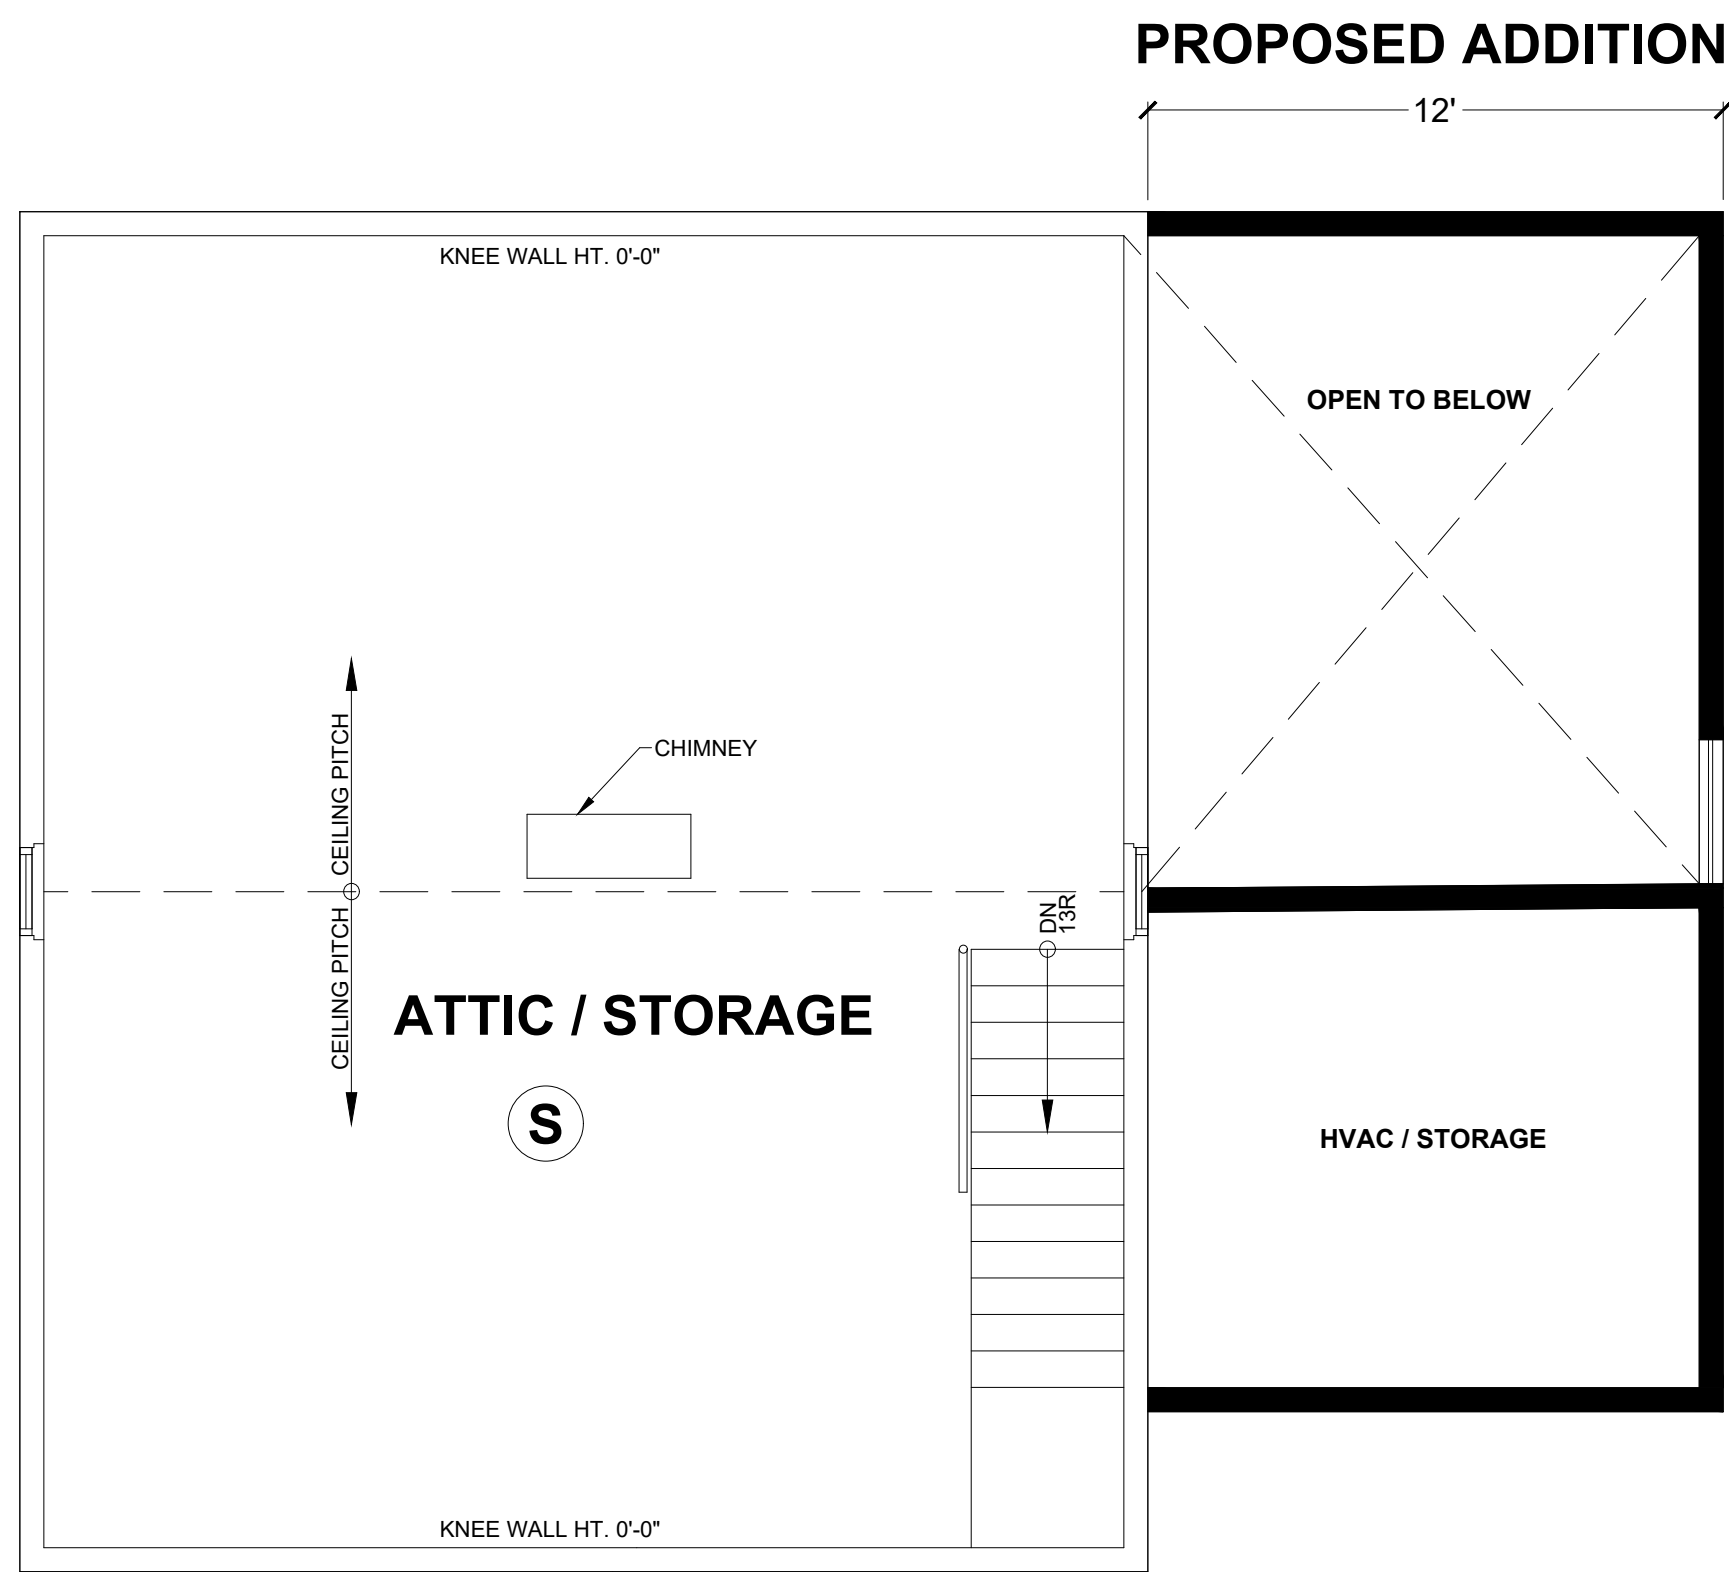 PROPOSED ADDITION
12'
KNEE WALL HT. 0'-0"
OPEN TO BELOW
CEILING PITCH
CHIMNEY
CEILING PITCH
DN
13R
ATTIC / STORAGE
S
HVAC / STORAGE
KNEE WALL HT. 0'-0"